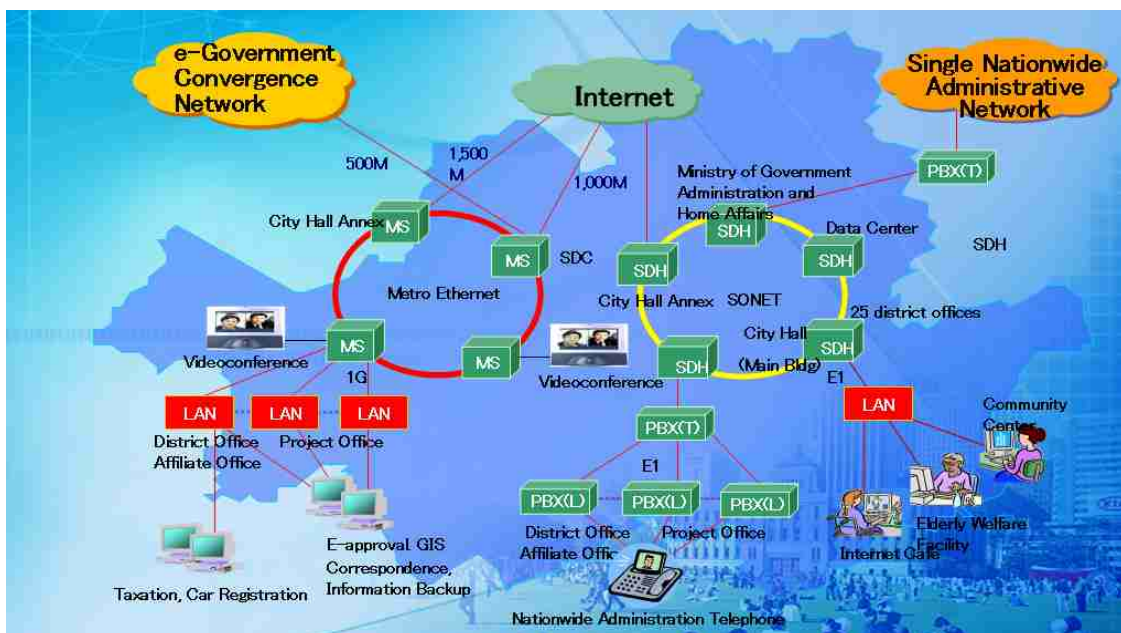 e-Government
Convergence
Network
Internet
Single Nationwide
Administrative
Network
500M
1,500
M
1,000M
Ministry of Government
Administration and
Home Affairs
PBX(T)
City Hall Annex
MS
SDH
Data Center
SDH
MS
SDC
SDH
SDH
Metro Ethernet
City Hall Annex
SONET
25 district offices
City Hall
(Main Bldg)
SDH
MS
MS
SDH
Videoconference
Videoconference
1G
E1
LAN
LAN
LAN
LAN
Community
Center
District Office
Affiliate Office
Project Office
PBX(T)
E1
PBX(L)
PBX(L)
PBX(L)
District Office
Affiliate Offic
Project Office
Elderly Welfare
Facility
Internet Cafe
E-approval. GIS
Correspondence,
Information Backup
Taxation, Car Registration
Nationwide Administration Telephone